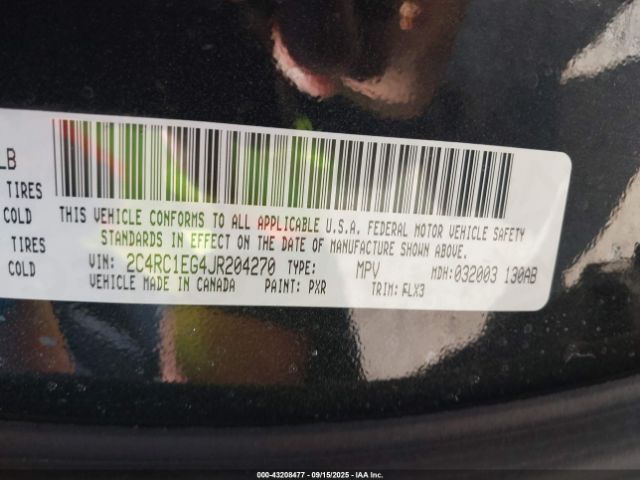 LB
TIRES
COLD
TIRES
COLD
THIS VEHICLE CONFORMS TO ALL APPLICABLE U.S.A. FEDERAL MOTOR VEHICLE SAFETY
STANDARDS IN EFFECT ON THE DATE OF MANUFACTURE SHOWN ABOVE.
VIN: 2C4RC1EG4JR204270 TYPE: MPV MDH:032003 130AB
VEHICLE MADE IN CANADA PAINT: PXR TRIM: FLX3
000-43208477 - 09/15/2025 - IAA, Inc.